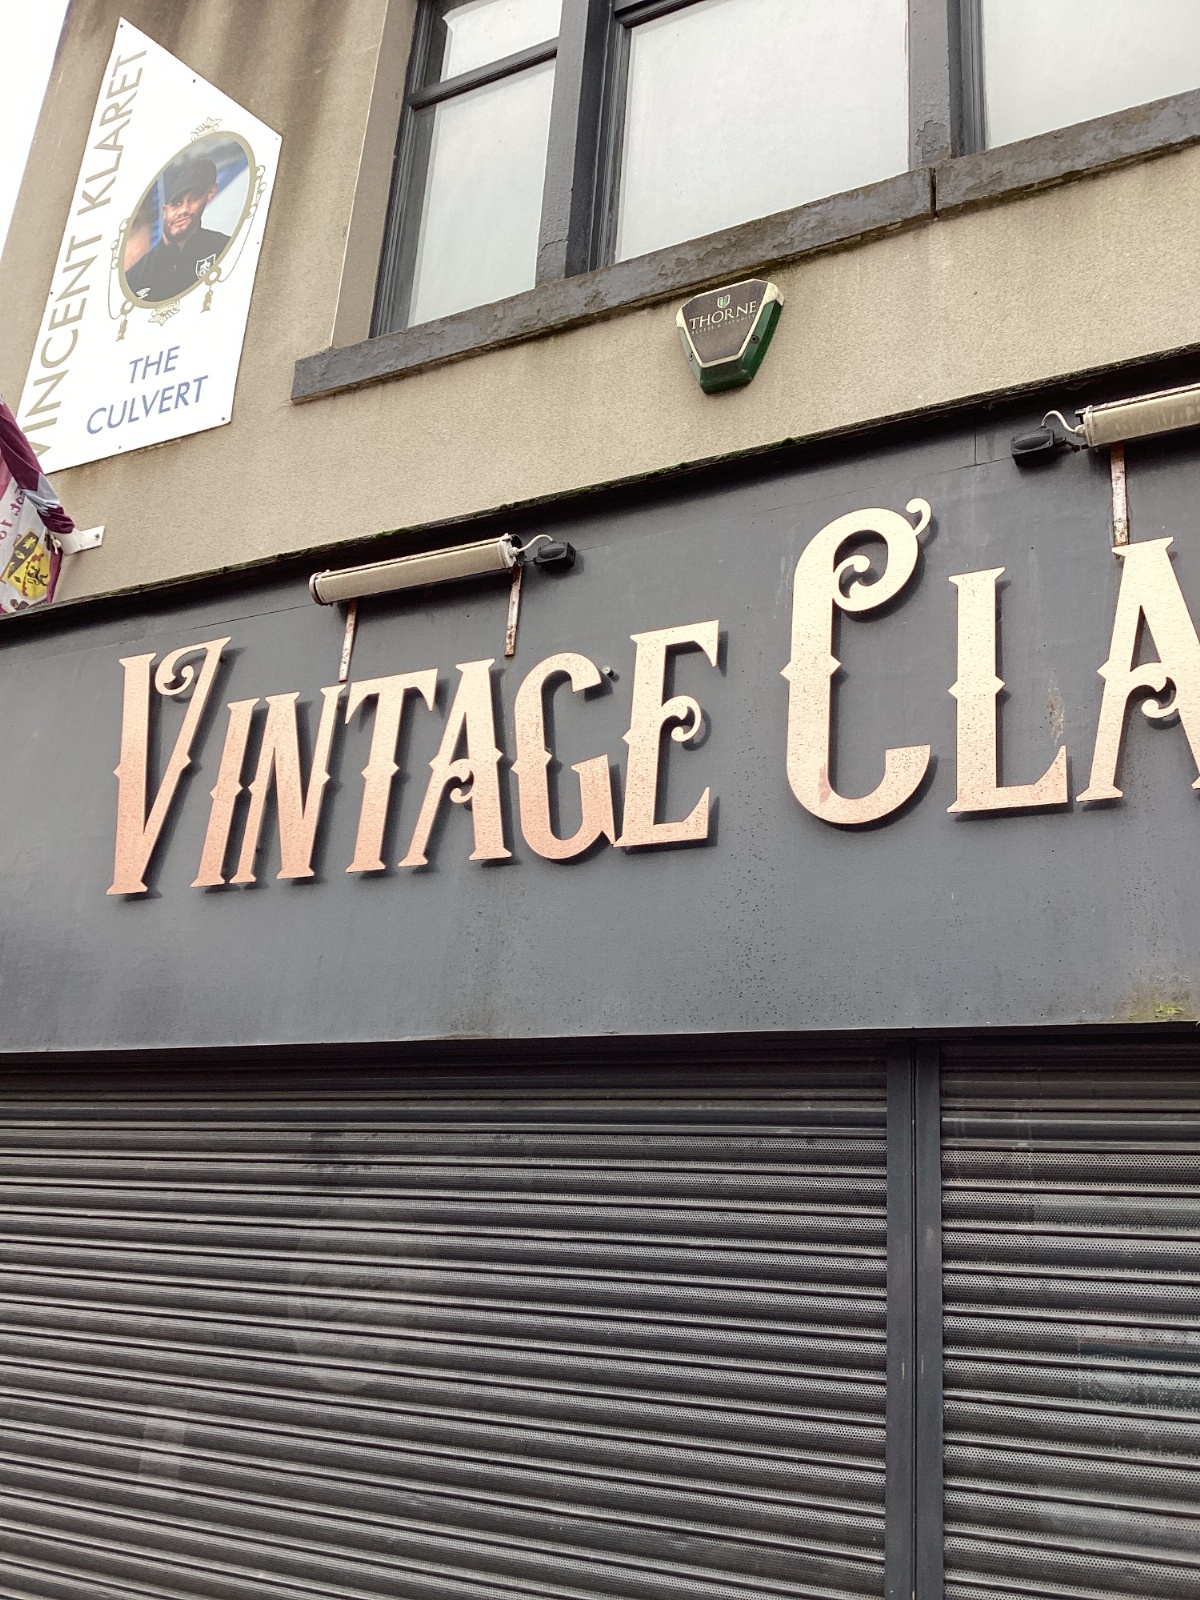 VINCENT KLARET
THE
CULVERT
THORNE
VINTAGE CLA